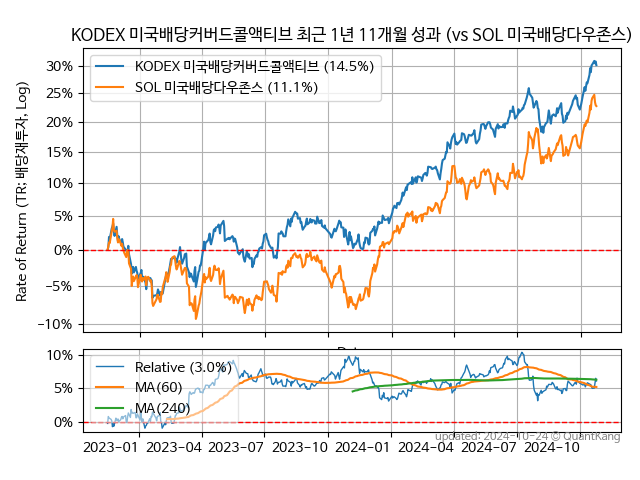 KODEX 미국배당커버드콜액티브 최근 1년 11개월 성과 (vs SOL 미국배당다우존스)
Rate of Return (TR: 배당재투자, Log)
30%
25%
20%
15%
10%
5%
0%
−5%
−10%
KODEX 미국배당커버드콜액티브 (14.5%)
SOL 미국배당다우존스 (11.1%)
10%
5%
0%
Relative (3.0%)
MA(60)
MA(240)
2023−01 2023−04 2023−07 2023−10 2024−01 2024−04 2024−07 2024−10
updated: 2024-10-24 © QuantKang